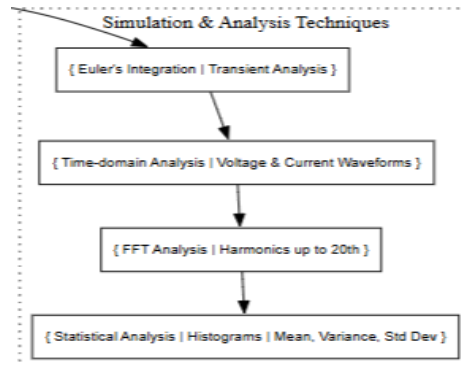 Simulation & Analysis Techniques
{ Euler's Integration | Transient Analysis }
{ Time-domain Analysis | Voltage & Current Waveforms }
{ FFT Analysis | Harmonics up to 20th }
{ Statistical Analysis | Histograms | Mean, Variance, Std Dev }